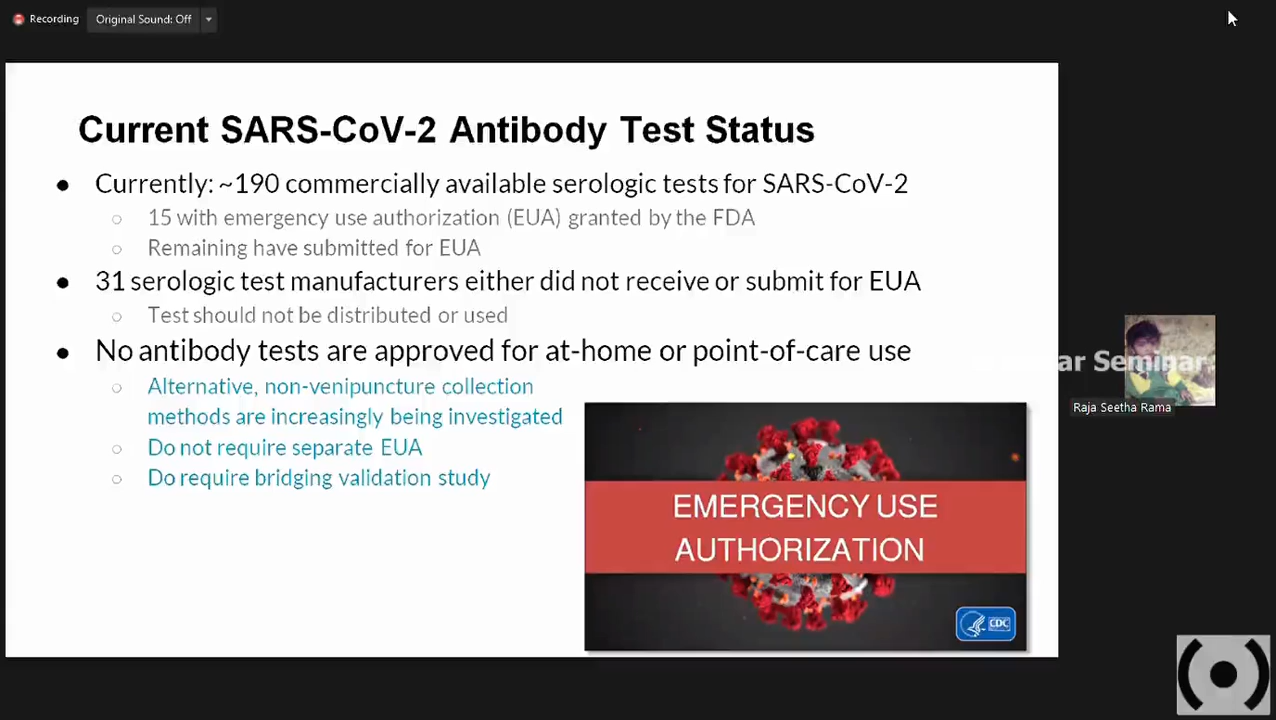 Recording
Original Sound: Off
Current SARS-CoV-2 Antibody Test Status
● Currently: ~190 commercially available serologic tests for SARS-CoV-2
○ 15 with emergency use authorization (EUA) granted by the FDA
○ Remaining have submitted for EUA
● 31 serologic test manufacturers either did not receive or submit for EUA
○ Test should not be distributed or used
● No antibody tests are approved for at-home or point-of-care use
○ Alternative, non-venipuncture collection
methods are increasingly being investigated
○ Do not require separate EUA
○ Do require bridging validation study
EMERGENCY USE
AUTHORIZATION
CDC
Seminar
Raja Seetha Rama